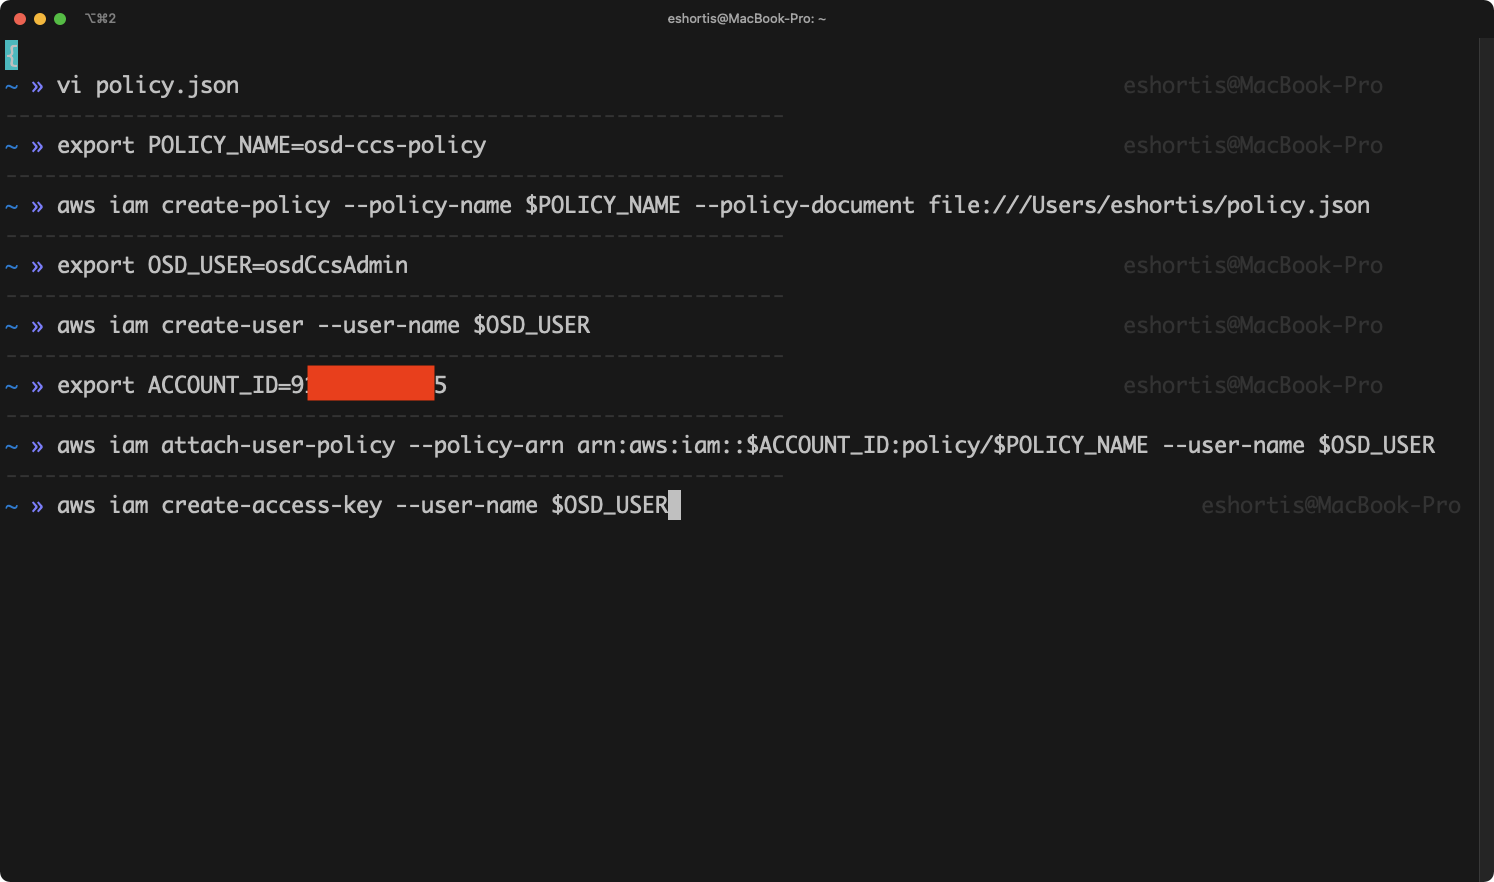 ⌥⌘2
eshortis@MacBook-Pro: ~
{
~ » vi policy.json eshortis@MacBook-Pro
------------------------------------------------------------
~ » export POLICY_NAME=osd-ccs-policy eshortis@MacBook-Pro
------------------------------------------------------------
~ » aws iam create-policy --policy-name $POLICY_NAME --policy-document file:///Users/eshortis/policy.json
------------------------------------------------------------
~ » export OSD_USER=osdCcsAdmin eshortis@MacBook-Pro
------------------------------------------------------------
~ » aws iam create-user --user-name $OSD_USER eshortis@MacBook-Pro
------------------------------------------------------------
~ » export ACCOUNT_ID=9 5 eshortis@MacBook-Pro
------------------------------------------------------------
~ » aws iam attach-user-policy --policy-arn arn:aws:iam::$ACCOUNT_ID:policy/$POLICY_NAME --user-name $OSD_USER
------------------------------------------------------------
~ » aws iam create-access-key --user-name $OSD_USER eshortis@MacBook-Pro